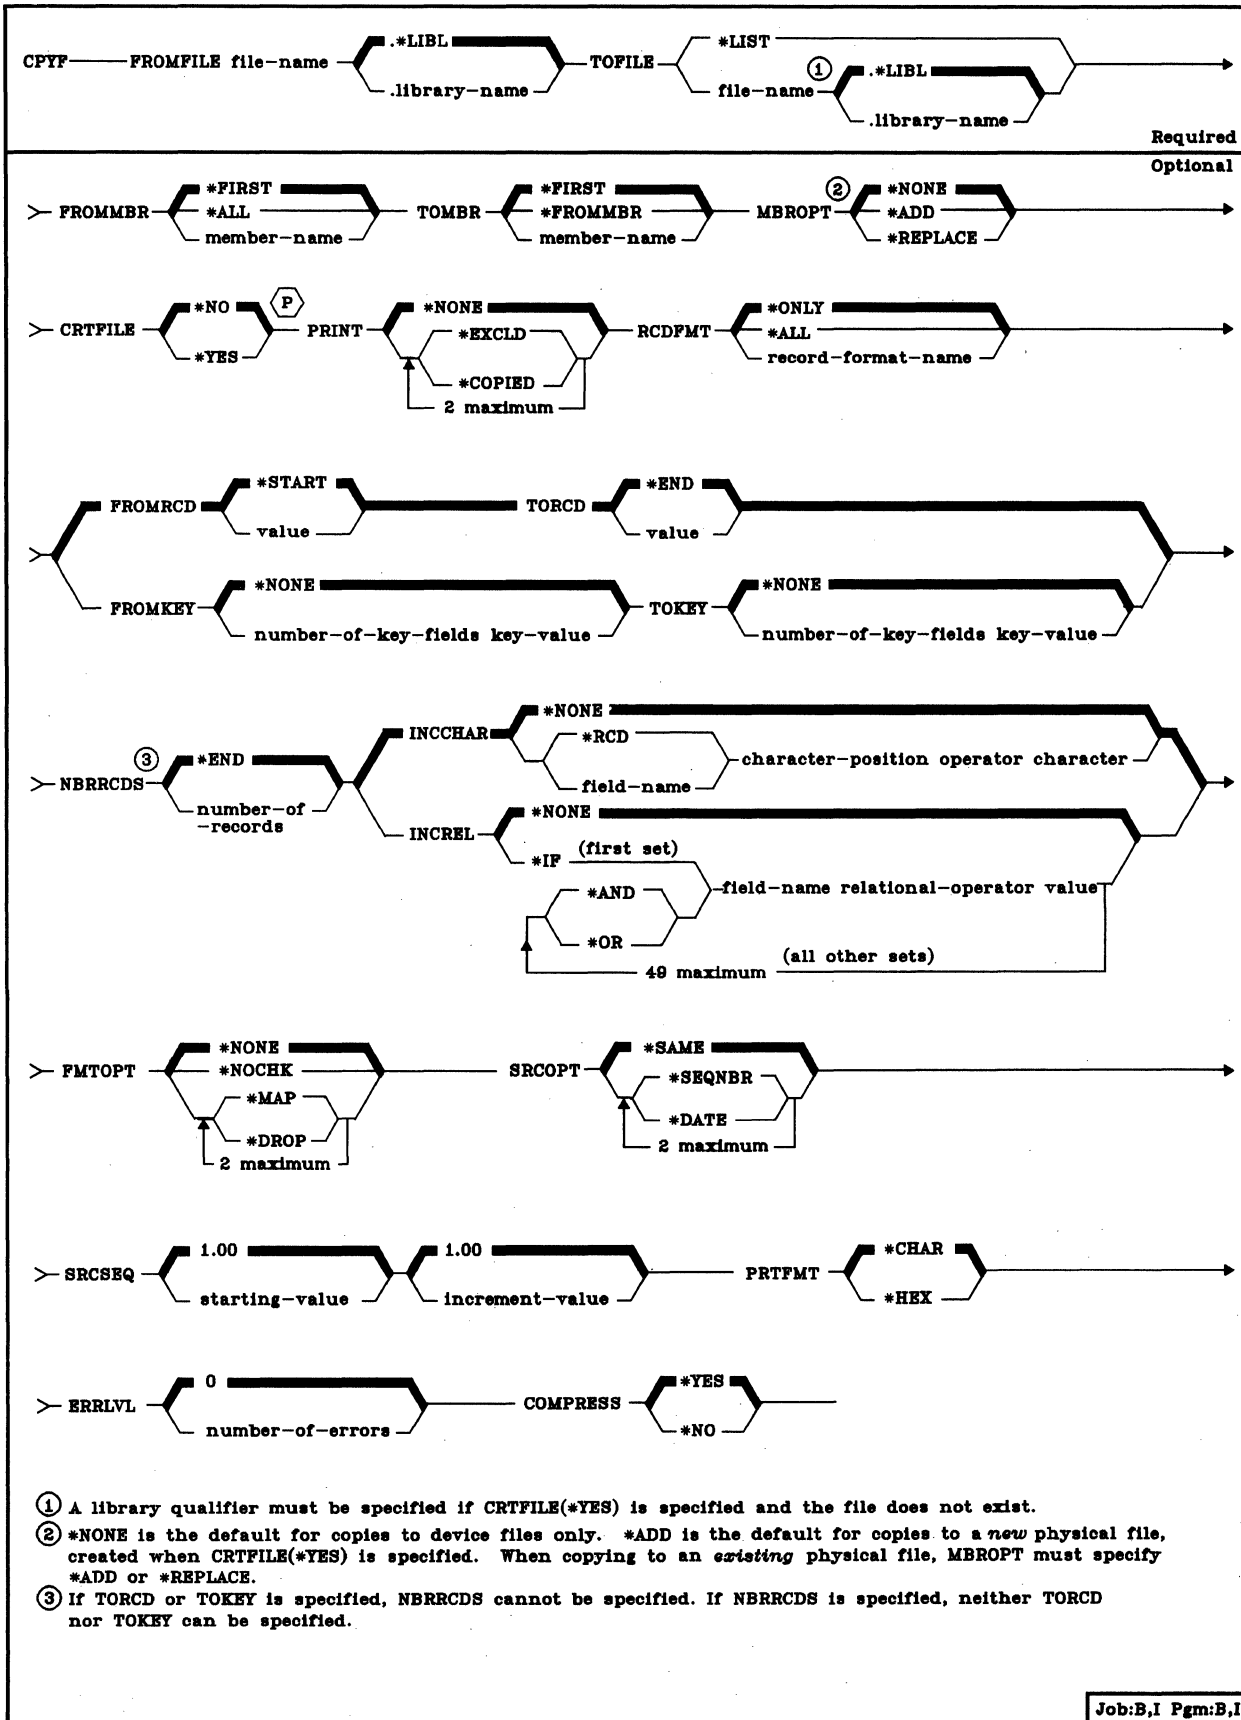 .*LIBL
*LIST
CPYF FROMFILE file-name TOFILE
.library-name
①
file-name .*LIBL
.library-name
Required
Optional
*FIRST *FIRST ② *NONE
FROMMBR *ALL TOMBR *FROMMBR MBROPT *ADD
member-name member-name *REPLACE
*NO P *NONE *ONLY
CRTFILE PRINT *EXCLD RCDFMT *ALL
*YES *COPIED record-format-name
2 maximum
*START *END
FROMRCD TORCD
value value
*NONE *NONE
FROMKEY TOKEY
number-of-key-fields key-value number-of-key-fields key-value
*NONE
INCCHAR *RCD
character-position operator character
field-name
③ *END
NBRRCDS
number-of
-records
*NONE
INCREL
*IF (first set)
field-name relational-operator value
*AND
*OR
(all other sets)
49 maximum
*NONE *SAME
FMTOPT *NOCHK SRCOPT *SEQNBR
*MAP *DATE
*DROP 2 maximum
2 maximum
1.00 1.00 *CHAR
SRCSEQ PRTFMT
starting-value increment-value *HEX
0 *YES
ERRLVL COMPRESS
number-of-errors *NO
① A library qualifier must be specified if CRTFILE(*YES) is specified and the file does not exist.
② *NONE is the default for copies to device files only. *ADD is the default for copies to a new physical file,
created when CRTFILE(*YES) is specified. When copying to an existing physical file, MBROPT must specify
*ADD or *REPLACE.
③ If TORCD or TOKEY is specified, NBRRCDS cannot be specified. If NBRRCDS is specified, neither TORCD
nor TOKEY can be specified.
Job:B,I Pgm:B,I